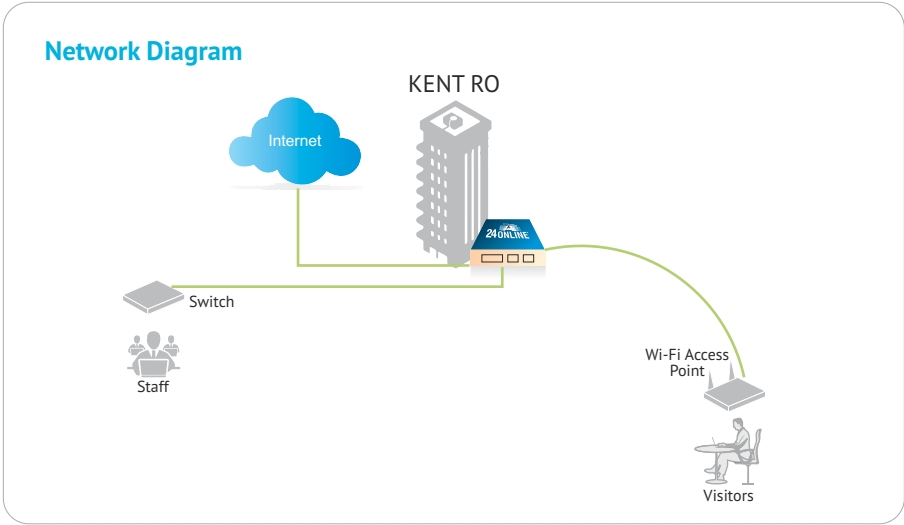 Network Diagram
KENT RO
Internet
24 ONLINE
Switch
Staff
Wi-Fi Access
Point
Visitors